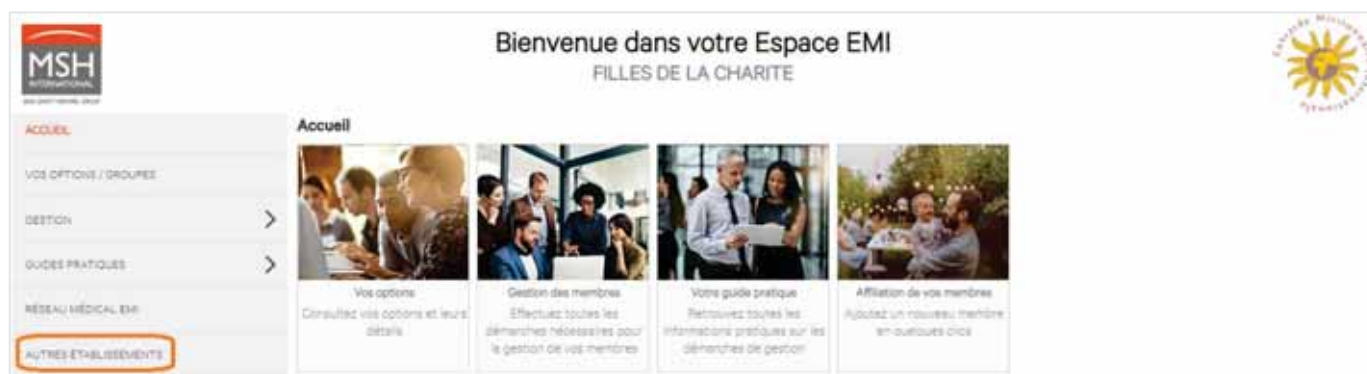 Bienvenue dans votre Espace EMI
FILLES DE LA CHARITE
MSH
INTERNATIONAL
ACCUEIL
VOS OPTIONS / GROUPES
GESTION
GUIDES PRATIQUES
RÉSEAU MÉDICAL EMI
AUTRES ÉTABLISSEMENTS
Accueil
Vos options
Consultez vos options et leurs
détails
Gestion des membres
Effectuez toutes les
démarches nécessaires pour
la gestion de vos membres
Votre guide pratique
Retrouvez toutes les
informations pratiques sur les
démarches de gestion
Affiliation de vos membres
Ajoutez un nouveau membre
en quelques clics
Entraide Missionnaire